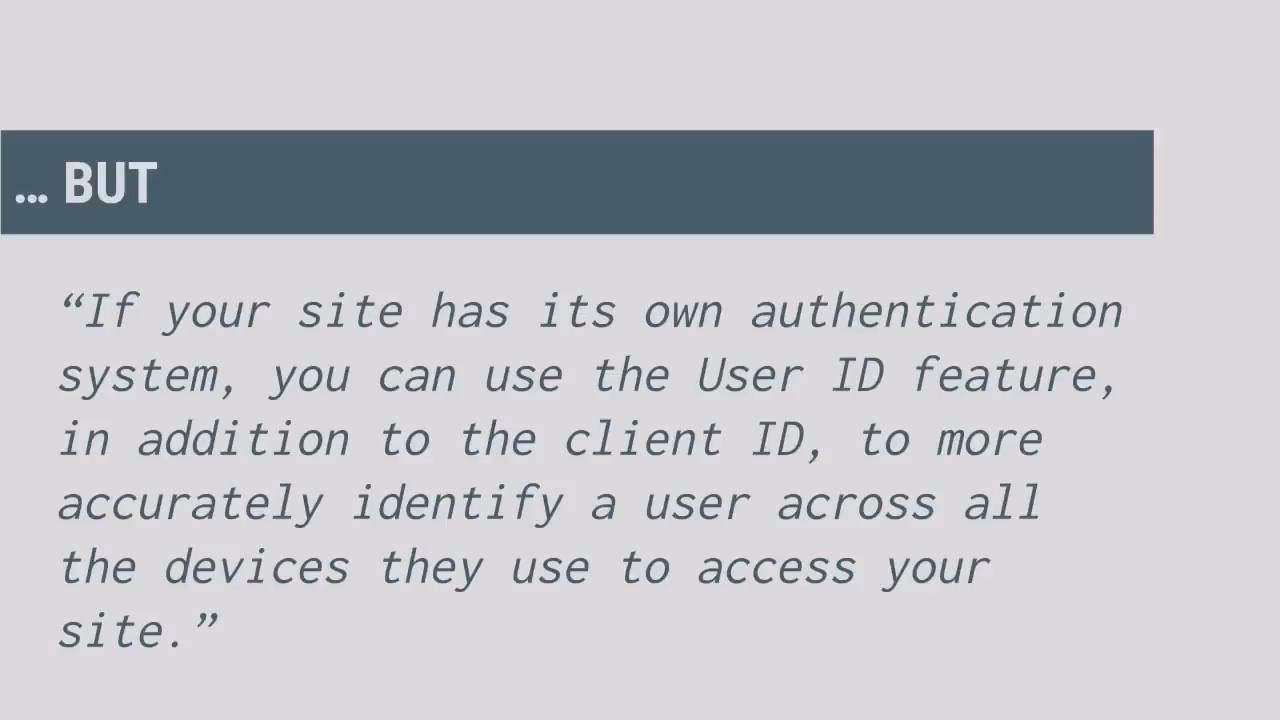 … BUT
“If your site has its own authentication
system, you can use the User ID feature,
in addition to the client ID, to more
accurately identify a user across all
the devices they use to access your
site.”